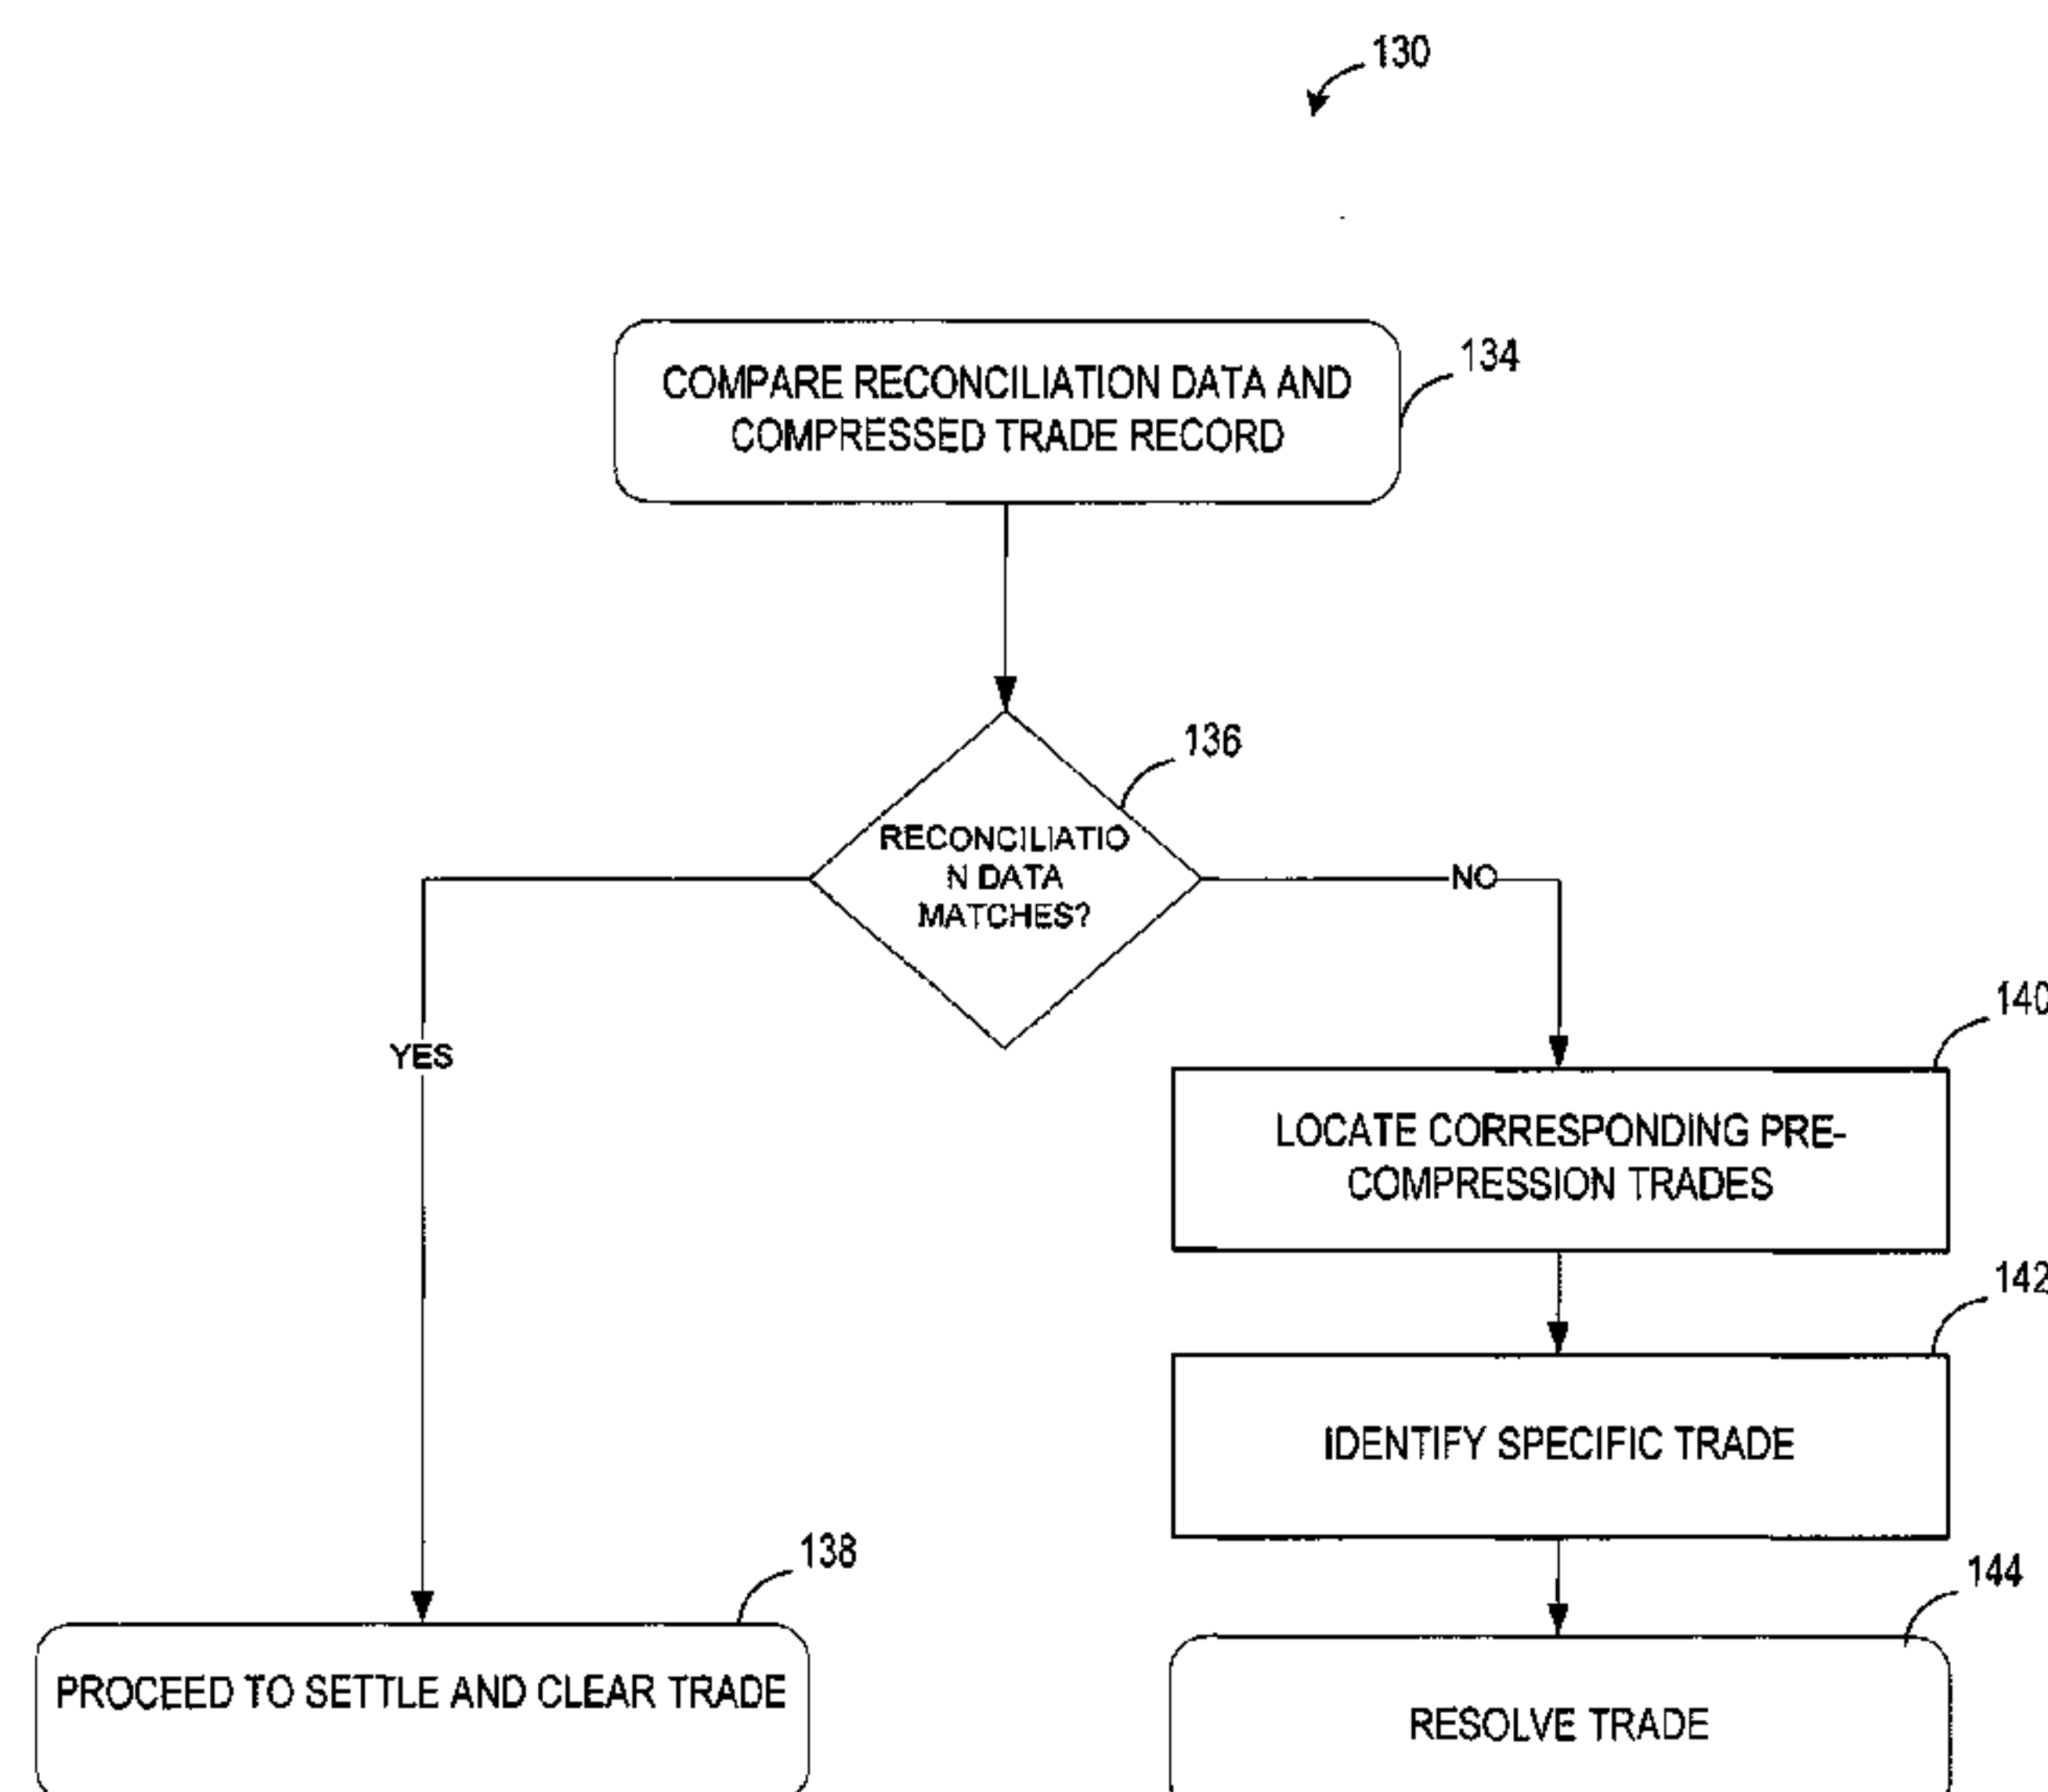 130
COMPARE RECONCILIATION DATA AND
COMPRESSED TRADE RECORD
134
136
RECONCILIATIO
N DATA
MATCHES?
NO
YES
140
LOCATE CORRESPONDING PRE-
COMPRESSION TRADES
142
IDENTIFY SPECIFIC TRADE
138
PROCEED TO SETTLE AND CLEAR TRADE
144
RESOLVE TRADE